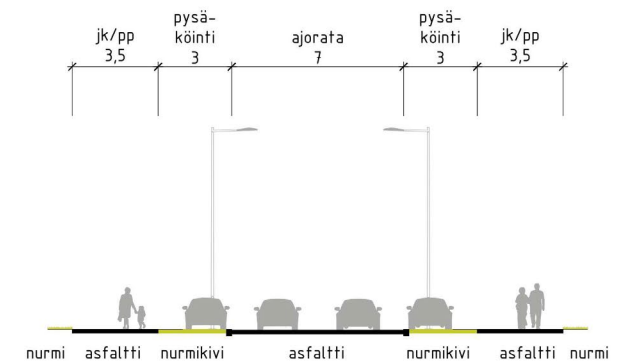 jk/pp
3,5
pysä-
köinti
3
ajorata
7
pysä-
köinti
3
jk/pp
3,5
nurmi asfaltti nurmikivi asfaltti nurmikivi asfaltti nurmi